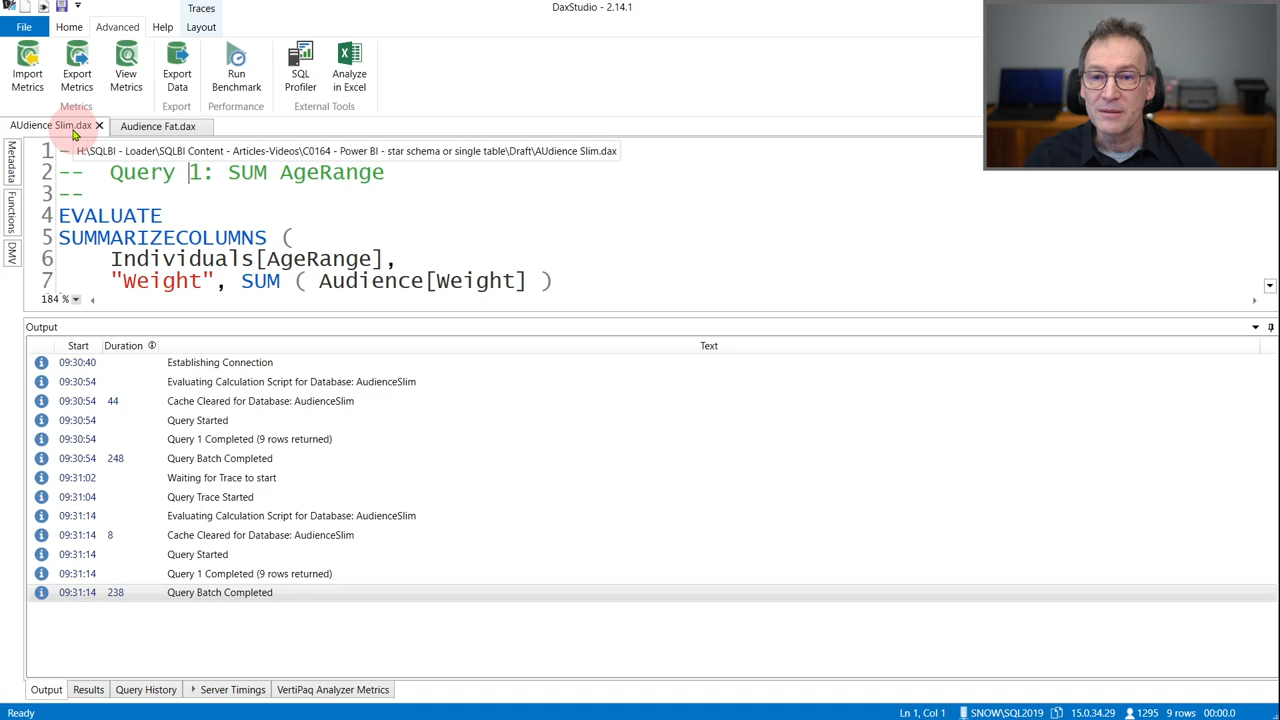 DaxStudio - 2.14.1
Traces
File
Home
Advanced
Help
Layout
Import Metrics
Export Metrics
View Metrics
Export Data
Run Benchmark
SQL Profiler
Analyze in Excel
Metrics
Export
Performance
External Tools
AUdience Slim.dax
Audience Fat.dax
H:\SQLBI - Loader\SQLBI Content - Articles-Videos\C0164 - Power BI - star schema or single table\Draft\AUdience Slim.dax
Metadata
Functions
DMV
1 -
2 -- Query 1: SUM AgeRange
3 --
4 EVALUATE
5 SUMMARIZECOLUMNS (
6 Individuals[AgeRange],
7 "Weight", SUM ( Audience[Weight] )
184 %
Output
Start Duration Text
09:30:40 Establishing Connection
09:30:54 Evaluating Calculation Script for Database: AudienceSlim
09:30:54 44 Cache Cleared for Database: AudienceSlim
09:30:54 Query Started
09:30:54 Query 1 Completed (9 rows returned)
09:30:54 248 Query Batch Completed
09:31:02 Waiting for Trace to start
09:31:04 Query Trace Started
09:31:14 Evaluating Calculation Script for Database: AudienceSlim
09:31:14 8 Cache Cleared for Database: AudienceSlim
09:31:14 Query Started
09:31:14 Query 1 Completed (9 rows returned)
09:31:14 238 Query Batch Completed
Output
Results
Query History
Server Timings
VertiPaq Analyzer Metrics
Ready
Ln 1, Col 1
SNOW\SQL2019
15.0.34.29
1295
9 rows
00:00.0